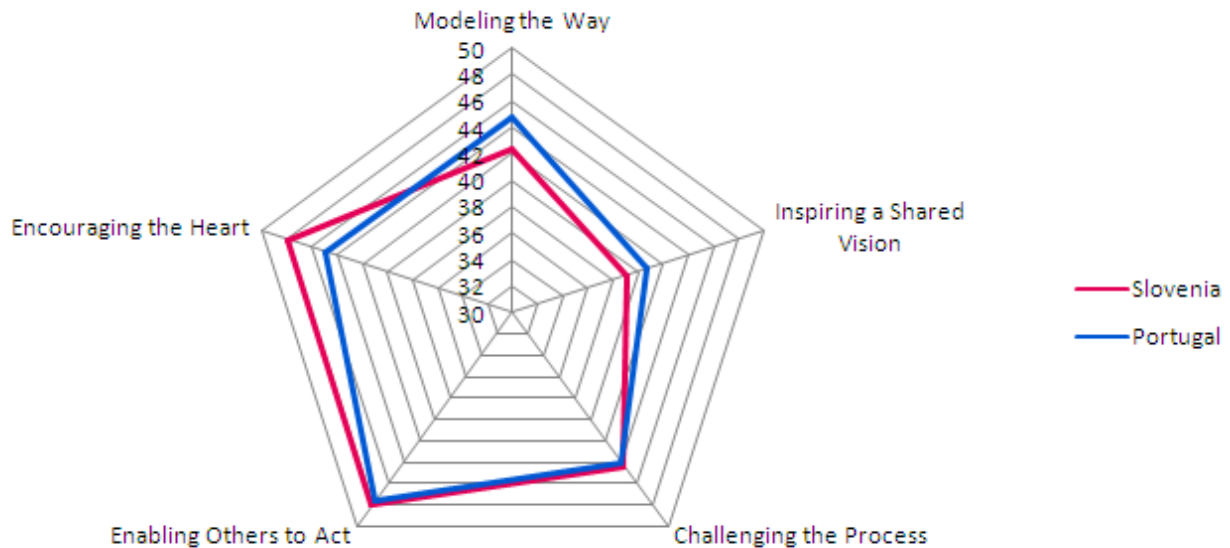 Modeling the Way
50
48
46
44
42
40
38
36
34
32
30
Inspiring a Shared
Vision
Encouraging the Heart
Slovenia
Portugal
Enabling Others to Act
Challenging the Process